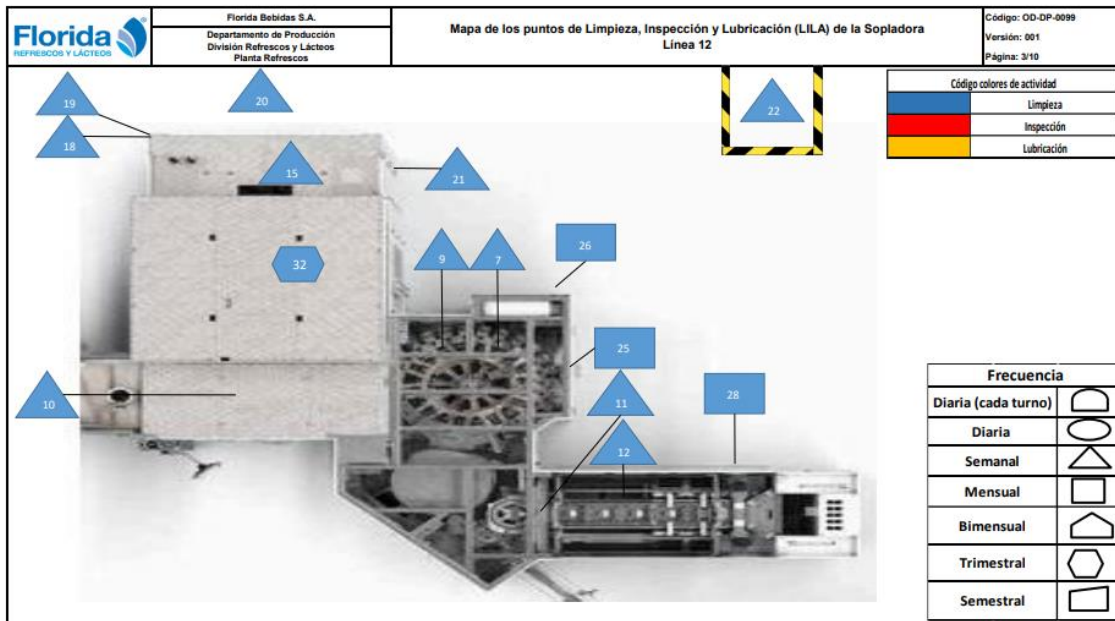 Florida
REFRESCOS Y LÁCTEOS
Florida Bebidas S.A.
Departamento de Producción
División Refrescos y Lácteos
Planta Refrescos
Mapa de los puntos de Limpieza, Inspección y Lubricación (LILA) de la Sopladora
Línea 12
Código: OD-DP-0099
Versión: 001
Página: 3/10
Código colores de actividad
Limpieza
Inspección
Lubricación
19
20
22
18
15
21
32
9
7
26
25
10
11
28
12
Frecuencia
Diaria (cada turno)
Diaria
Semanal
Mensual
Bimensual
Trimestral
Semestral